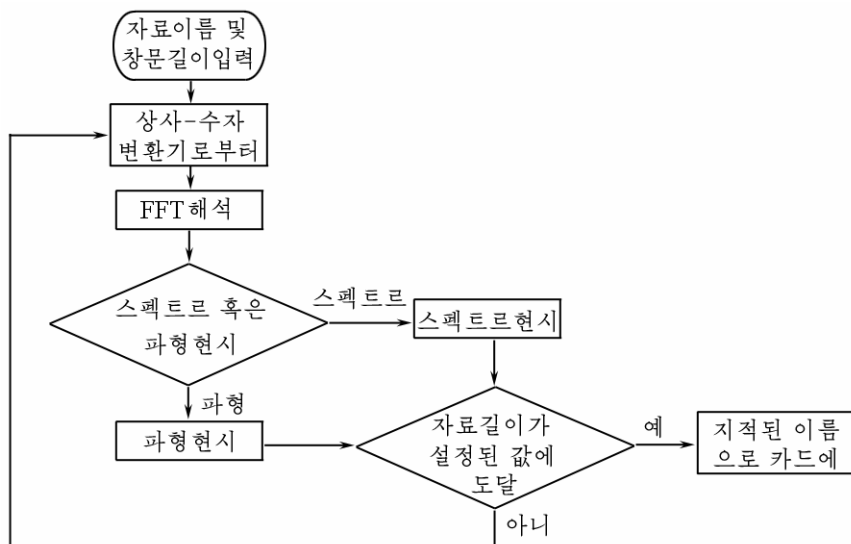 자료이름 및
창문길이입력
상사-수자
변환기로부터
FFT해석
스펙트르 혹은
파형현시
스펙트르
스펙트르현시
파형
파형현시
자료길이가
설정된 값에
도달
예
지적된 이름
으로 카드에
아니